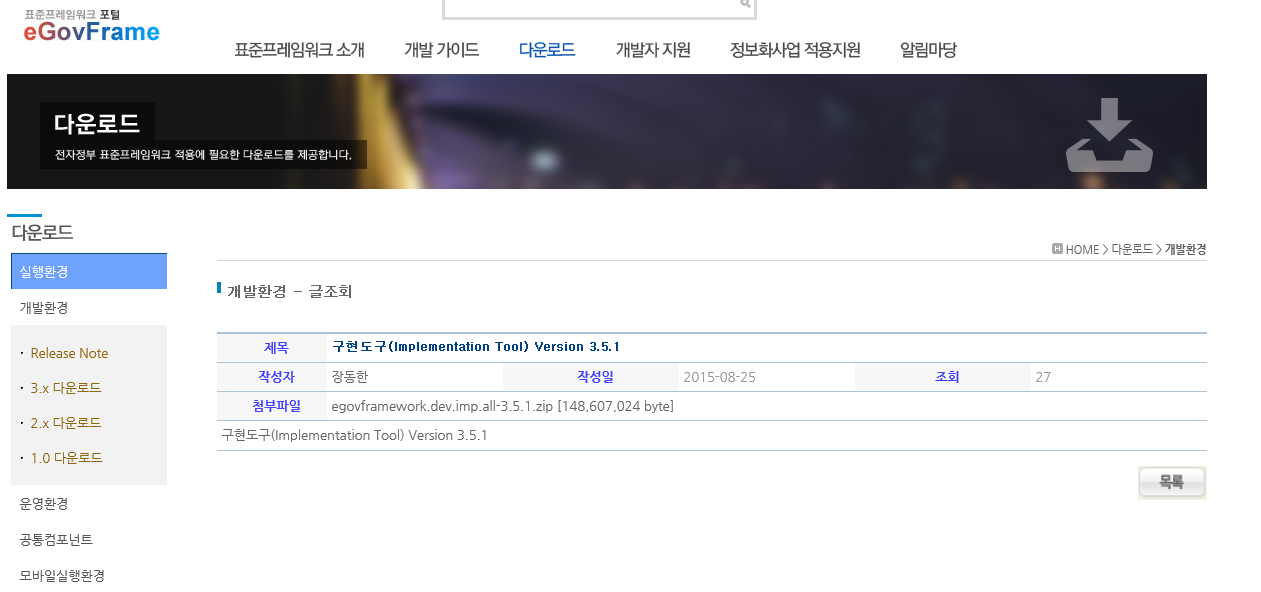 표준프레임워크 포털
eGovFrame
표준프레임워크 소개 개발 가이드 다운로드 개발자 지원 정보화사업 적용지원 알림마당
다운로드
전자정부 표준프레임워크 적용에 필요한 다운로드를 제공합니다.
다운로드
실행환경
개발환경
· Release Note
· 3.x 다운로드
· 2.x 다운로드
· 1.0 다운로드
운영환경
공통컴포넌트
모바일실행환경
H HOME > 다운로드 > 개발환경
개발환경 - 글조회
제목 구현도구(Implementation Tool) Version 3.5.1
작성자 장동한 작성일 2015-08-25 조회 27
첨부파일 egovframework.dev.imp.all-3.5.1.zip [148,607,024 byte]
구현도구(Implementation Tool) Version 3.5.1
목록